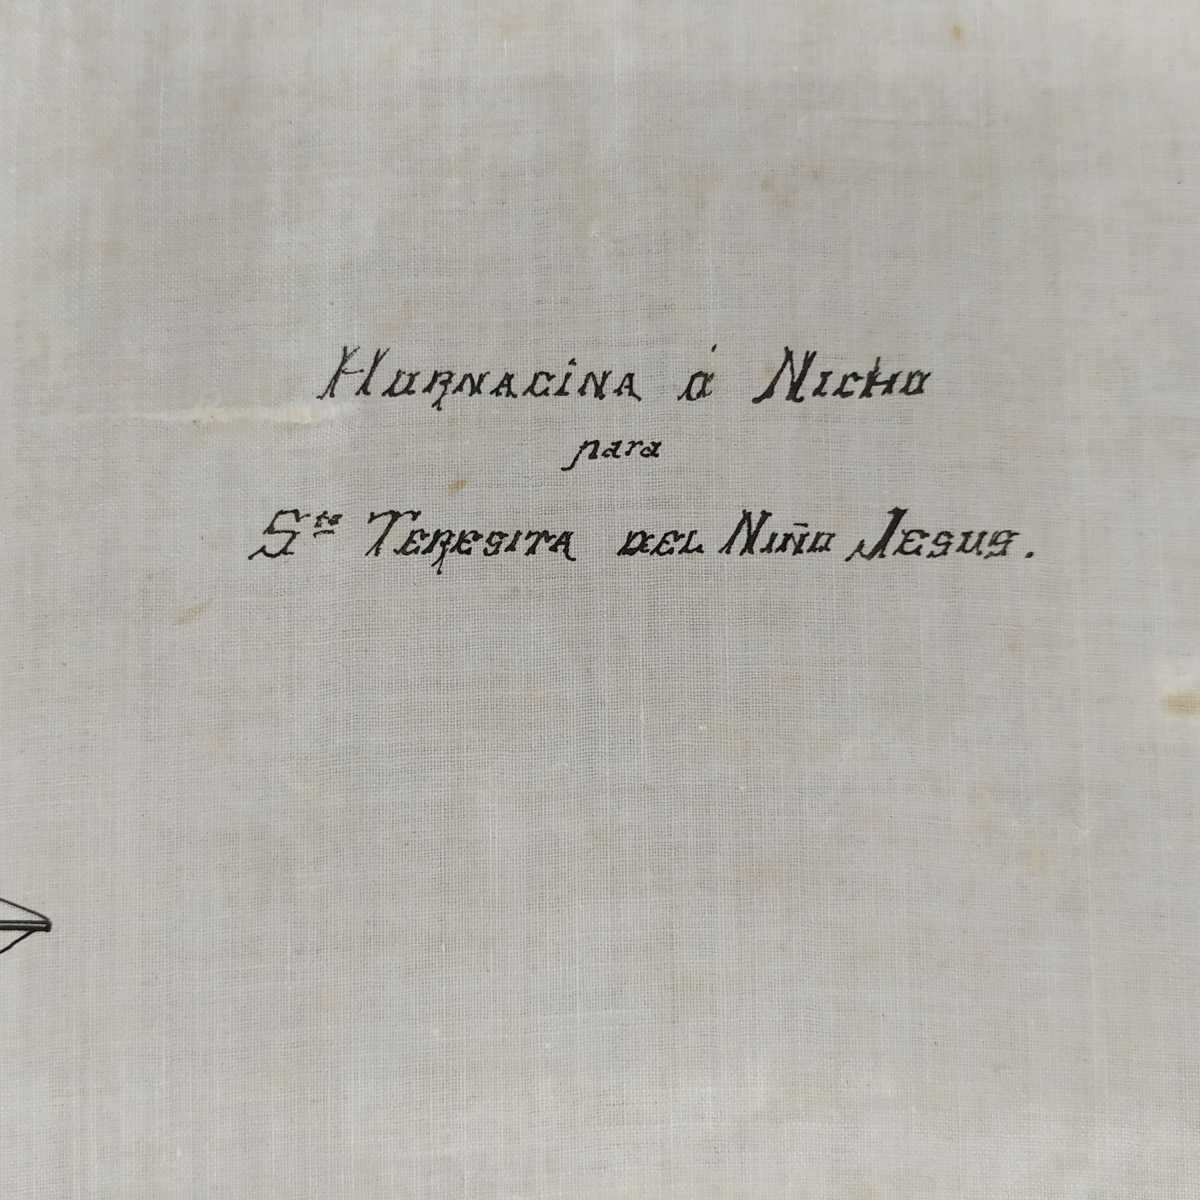 Hornacina ó Nicho
para
Sta Teresita del Niño Jesus.